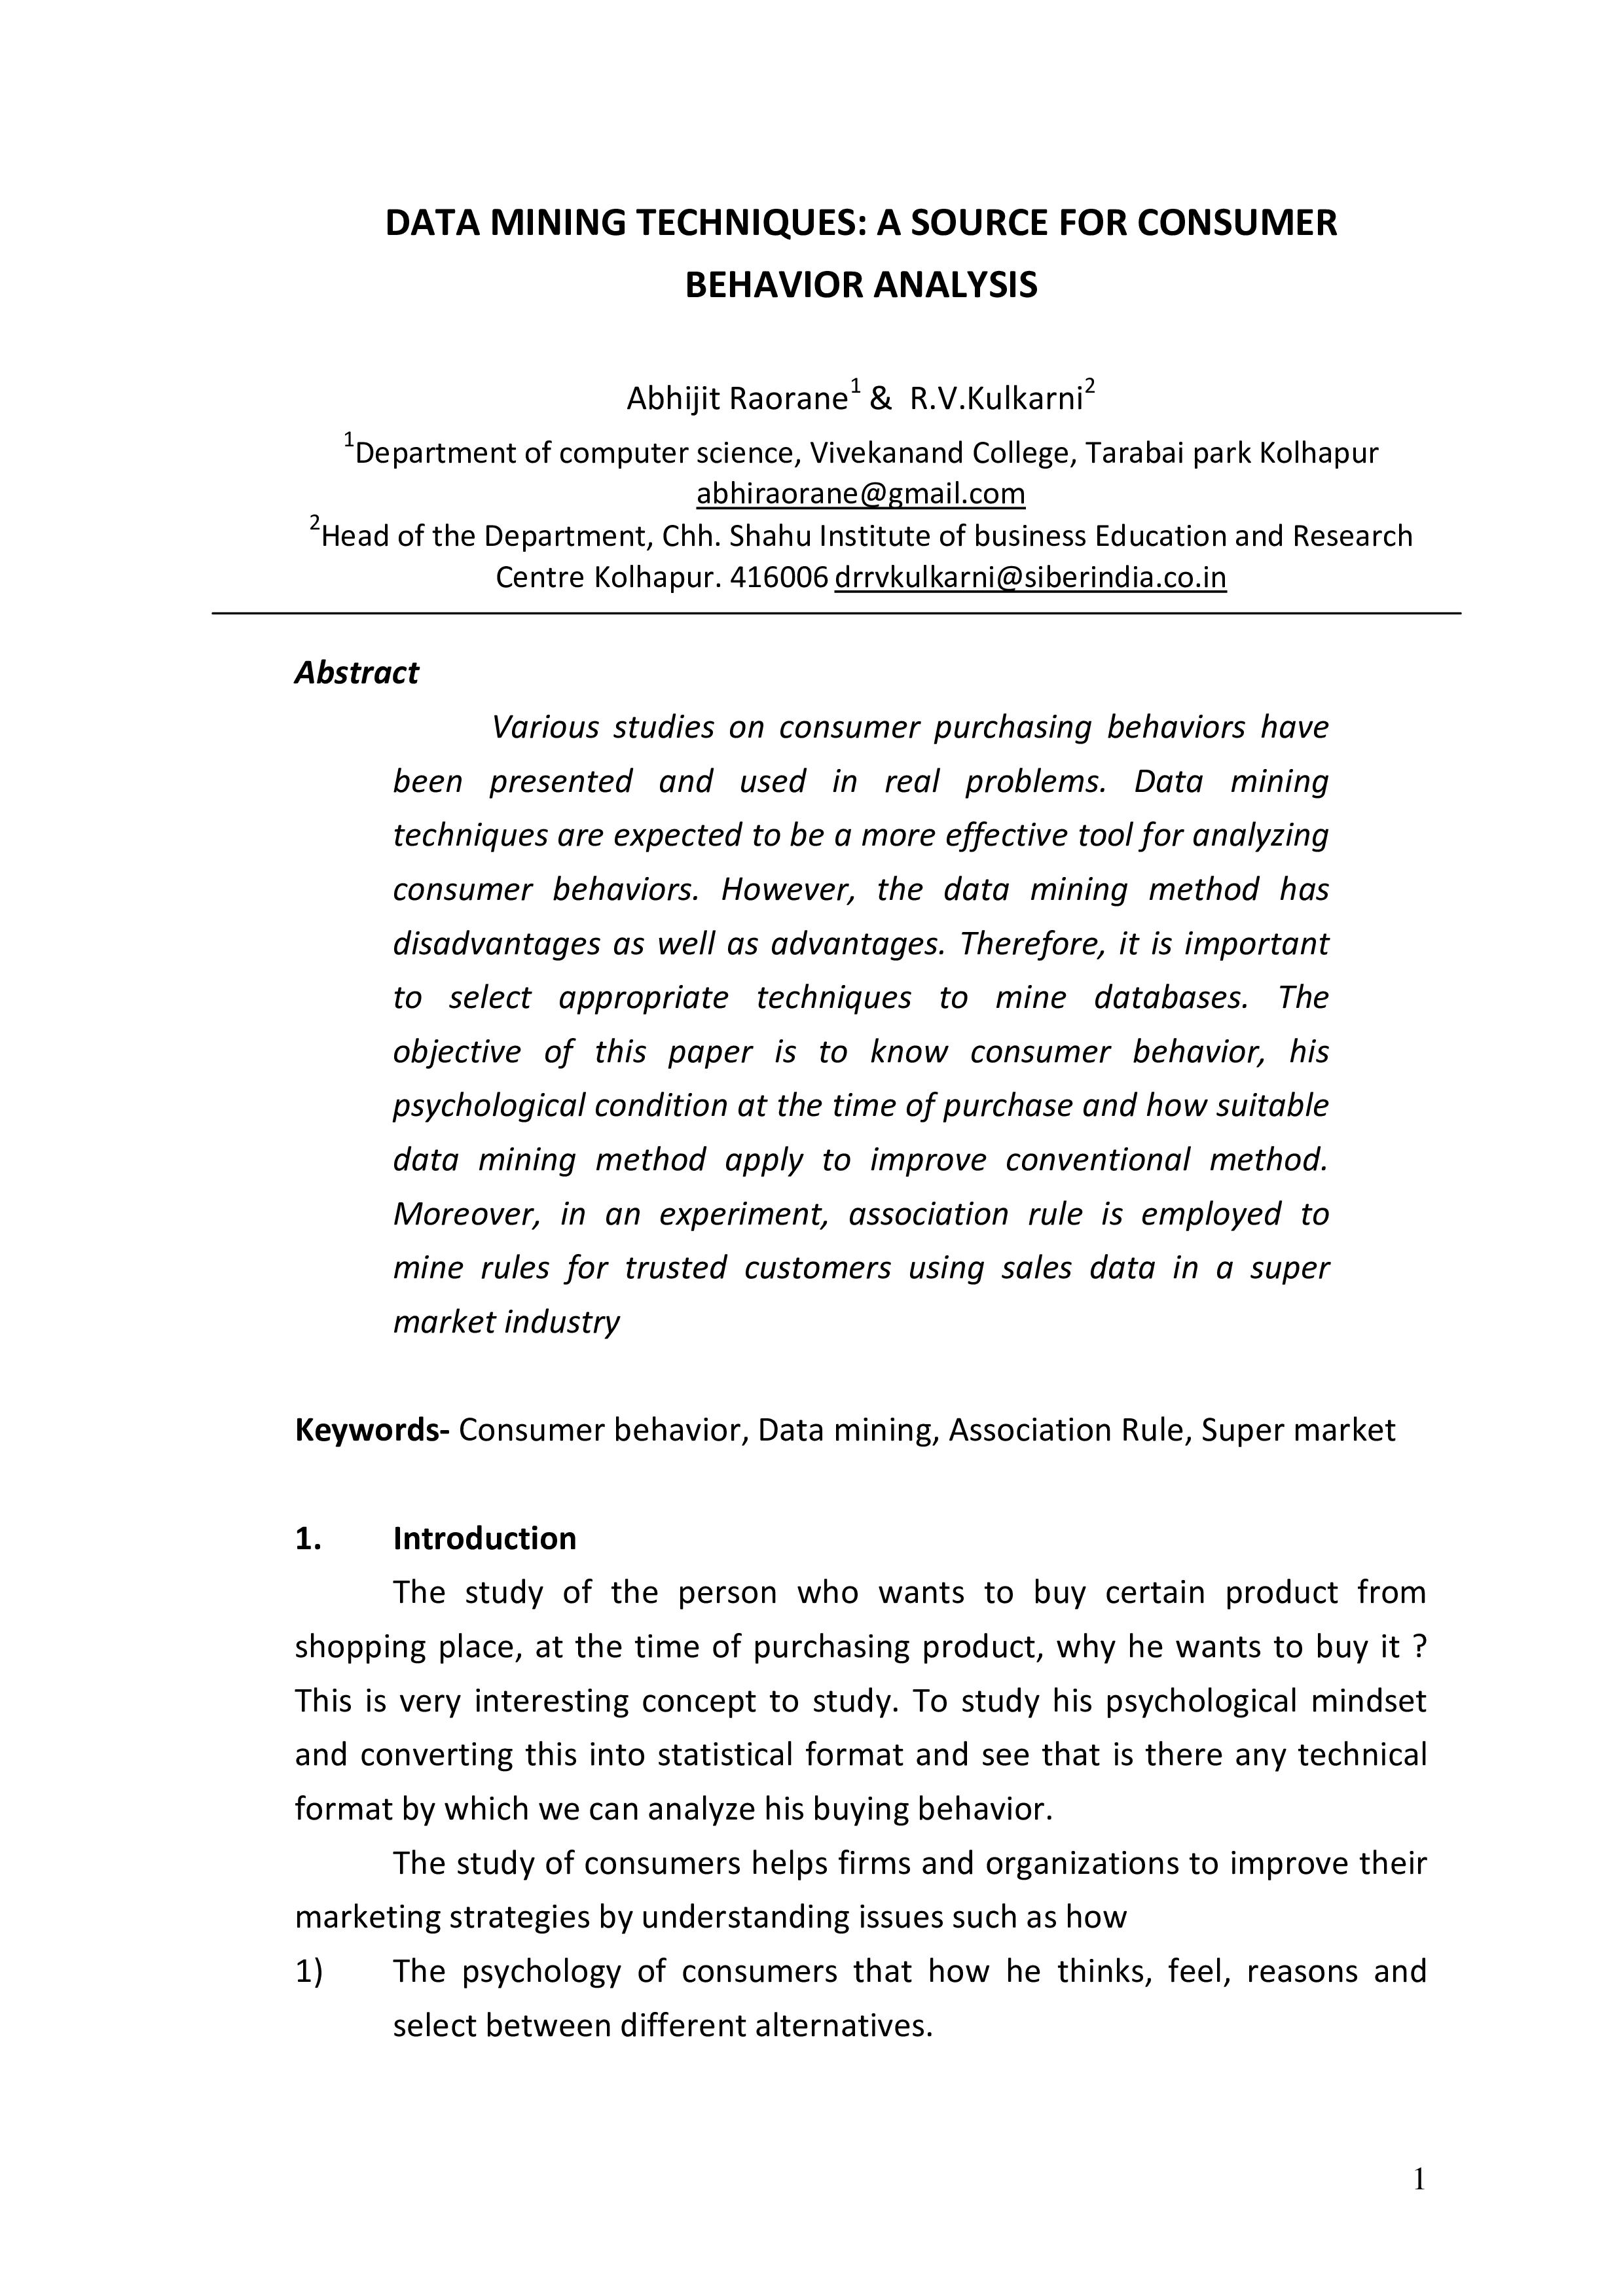 DATA MINING TECHNIQUES: A SOURCE FOR CONSUMER
BEHAVIOR ANALYSIS
Abhijit Raorane1 & R.V.Kulkarni2
1Department of computer science, Vivekanand College, Tarabai park Kolhapur
abhiraorane@gmail.com
2Head of the Department, Chh. Shahu Institute of business Education and Research
Centre Kolhapur. 416006 drrvkulkarni@siberindia.co.in
Abstract
Various studies on consumer purchasing behaviors have
been presented and used in real problems. Data mining
techniques are expected to be a more effective tool for analyzing
consumer behaviors. However, the data mining method has
disadvantages as well as advantages. Therefore, it is important
to select appropriate techniques to mine databases. The
objective of this paper is to know consumer behavior, his
psychological condition at the time of purchase and how suitable
data mining method apply to improve conventional method.
Moreover, in an experiment, association rule is employed to
mine rules for trusted customers using sales data in a super
market industry
Keywords- Consumer behavior, Data mining, Association Rule, Super market
1. Introduction
The study of the person who wants to buy certain product from
shopping place, at the time of purchasing product, why he wants to buy it ?
This is very interesting concept to study. To study his psychological mindset
and converting this into statistical format and see that is there any technical
format by which we can analyze his buying behavior.
The study of consumers helps firms and organizations to improve their
marketing strategies by understanding issues such as how
1) The psychology of consumers that how he thinks, feel, reasons and
select between different alternatives.
1